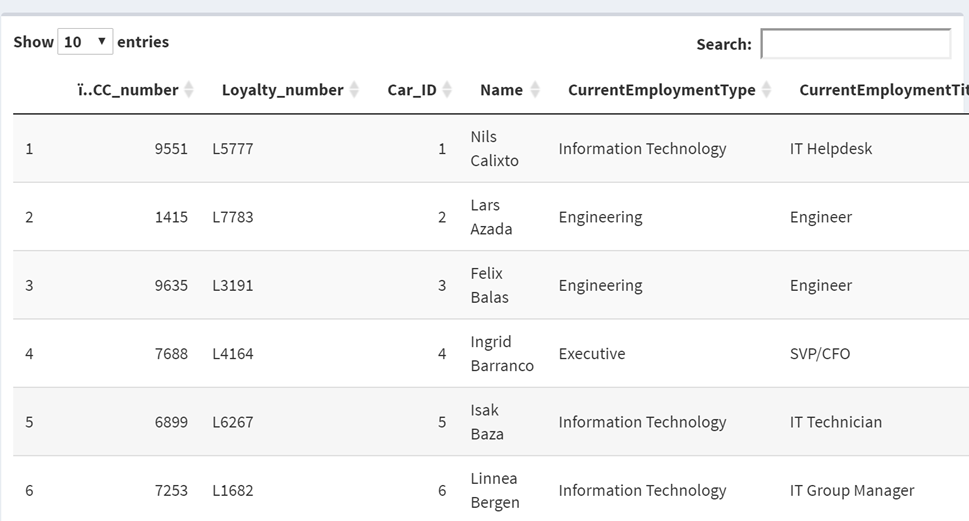 Show 10 entries
Search:
ï..CC_number Loyalty_number Car_ID Name CurrentEmploymentType CurrentEmploymentTit
1 9551 L5777 1 Nils Calixto Information Technology IT Helpdesk
2 1415 L7783 2 Lars Azada Engineering Engineer
3 9635 L3191 3 Felix Balas Engineering Engineer
4 7688 L4164 4 Ingrid Barranco Executive SVP/CFO
5 6899 L6267 5 Isak Baza Information Technology IT Technician
6 7253 L1682 6 Linnea Bergen Information Technology IT Group Manager